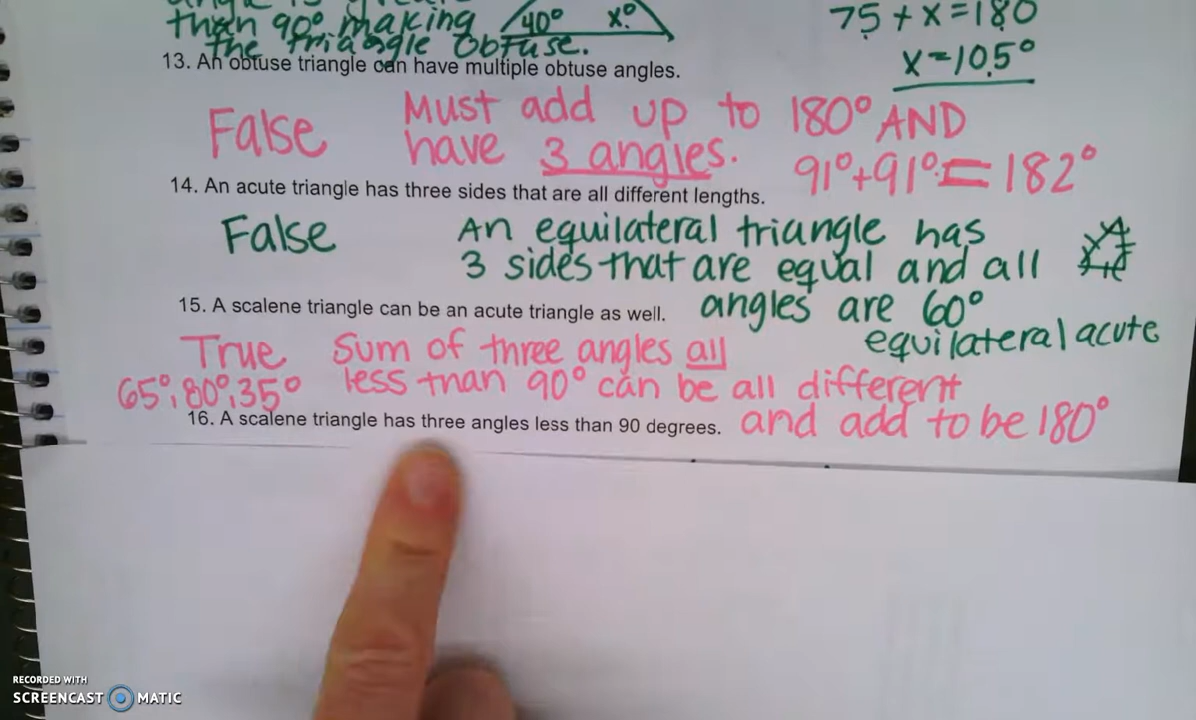 than 90° making
the triangle obtuse.
40° x°
75 + x = 180
x = 105°
13. An obtuse triangle can have multiple obtuse angles.
False Must add up to 180° AND
have 3 angles. 91° + 91° = 182°
14. An acute triangle has three sides that are all different lengths.
False An equilateral triangle has
3 sides that are equal and all
angles are 60°
equilateral acute
15. A scalene triangle can be an acute triangle as well.
True Sum of three angles all
65°, 80°, 35° less than 90° can be all different
and add to be 180°
16. A scalene triangle has three angles less than 90 degrees.
RECORDED WITH
SCREENCAST MATIC